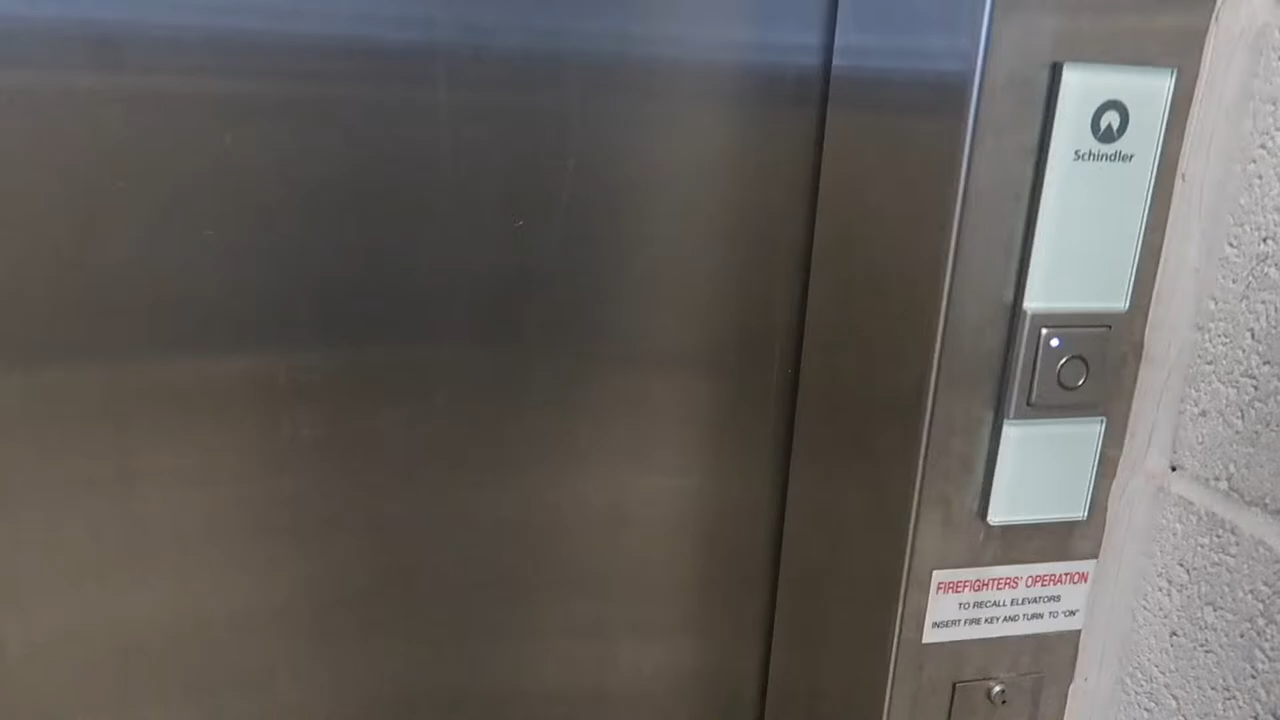 Schindler
FIREFIGHTERS' OPERATION
TO RECALL ELEVATORS
INSERT FIRE KEY AND TURN TO "ON"